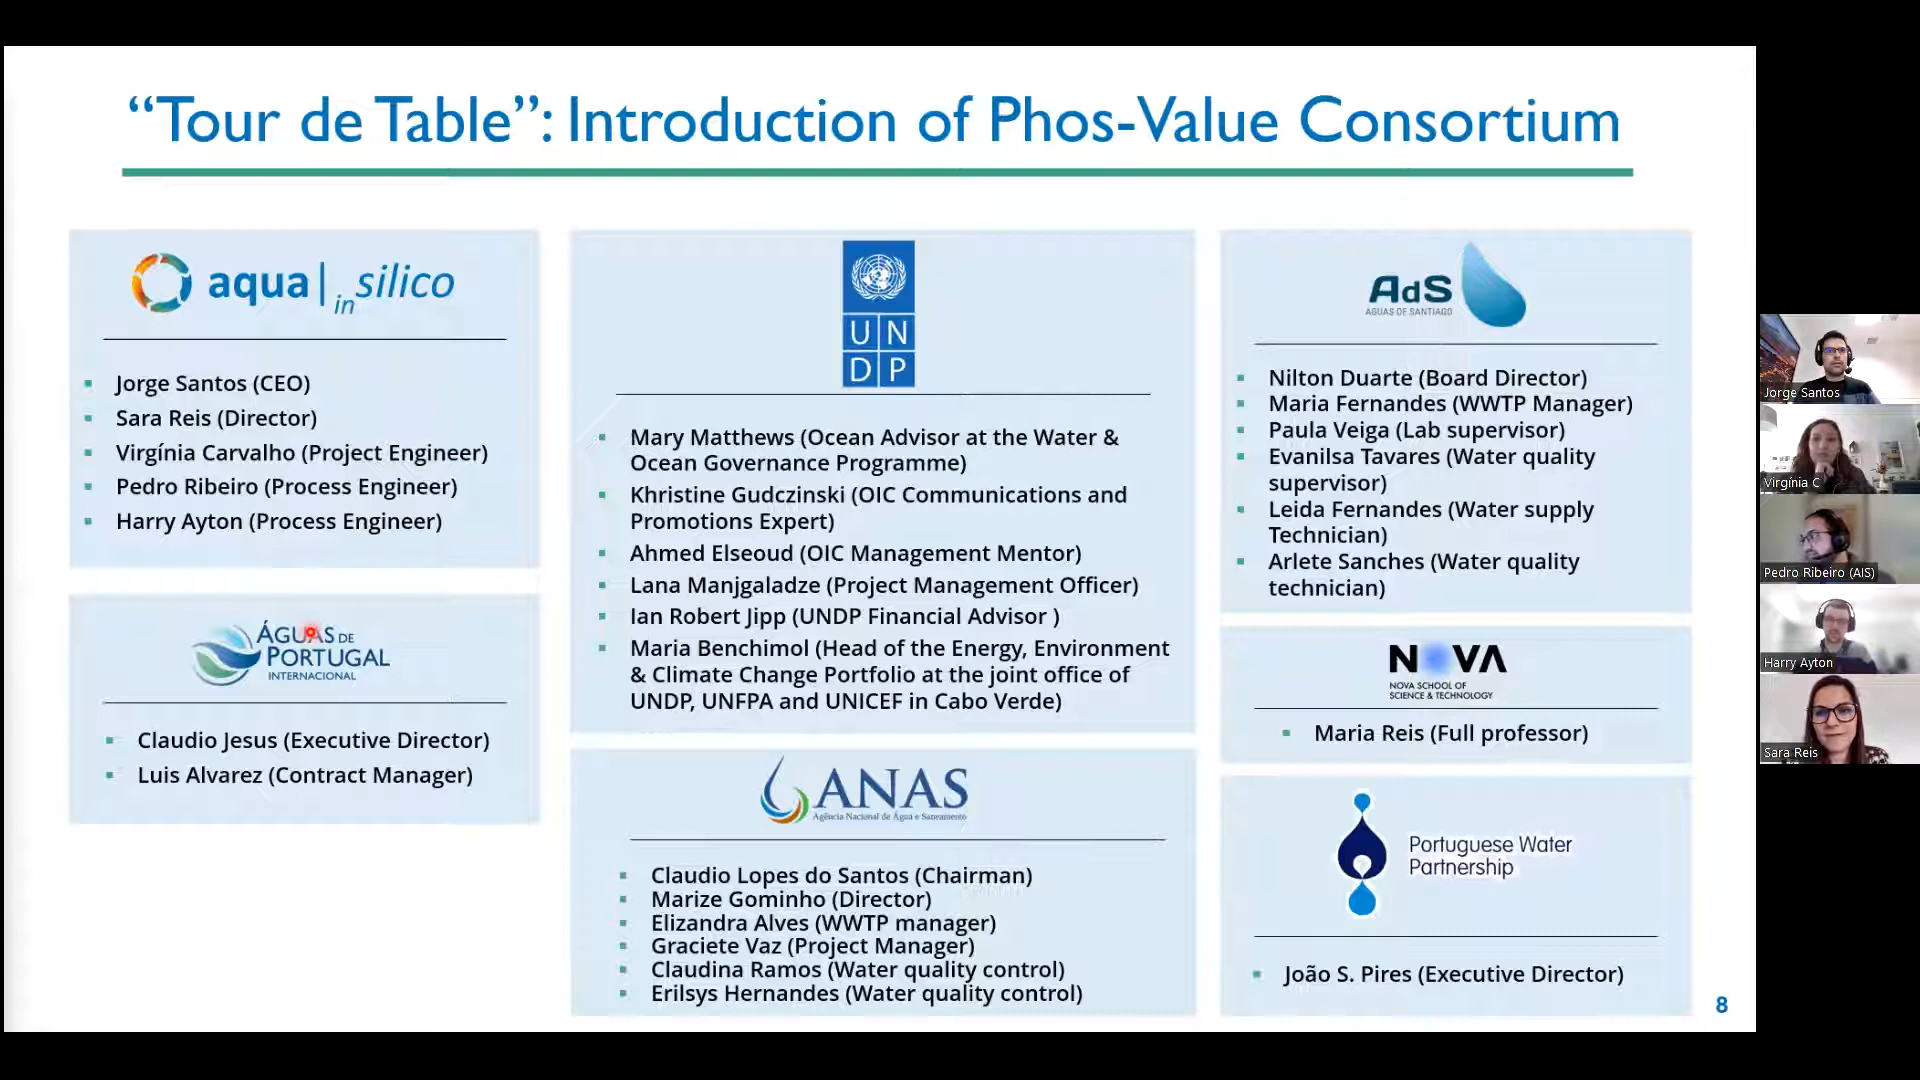 “Tour de Table”: Introduction of Phos-Value Consortium
aqua| in silico
Jorge Santos (CEO)
Sara Reis (Director)
Virgínia Carvalho (Project Engineer)
Pedro Ribeiro (Process Engineer)
Harry Ayton (Process Engineer)
ÁGUAS DE
PORTUGAL
INTERNACIONAL
Claudio Jesus (Executive Director)
Luis Alvarez (Contract Manager)
U N
D P
Mary Matthews (Ocean Advisor at the Water &
Ocean Governance Programme)
Khristine Gudczinski (OIC Communications and
Promotions Expert)
Ahmed Elseoud (OIC Management Mentor)
Lana Manjgaladze (Project Management Officer)
Ian Robert Jipp (UNDP Financial Advisor )
Maria Benchimol (Head of the Energy, Environment
& Climate Change Portfolio at the joint office of
UNDP, UNFPA and UNICEF in Cabo Verde)
ANAS
Agência Nacional de Água e Saneamento
Claudio Lopes do Santos (Chairman)
Marize Gominho (Director)
Elizandra Alves (WWTP manager)
Graciete Vaz (Project Manager)
Claudina Ramos (Water quality control)
Erilsys Hernandes (Water quality control)
AdS
AGUAS DE SANTIAGO
Nilton Duarte (Board Director)
Maria Fernandes (WWTP Manager)
Paula Veiga (Lab supervisor)
Evanilsa Tavares (Water quality
supervisor)
Leida Fernandes (Water supply
Technician)
Arlete Sanches (Water quality
technician)
NOVA
NOVA SCHOOL OF
SCIENCE & TECHNOLOGY
Maria Reis (Full professor)
Portuguese Water
Partnership
João S. Pires (Executive Director)
8
Jorge Santos
Virgínia C
Pedro Ribeiro (AIS)
Harry Ayton
Sara Reis